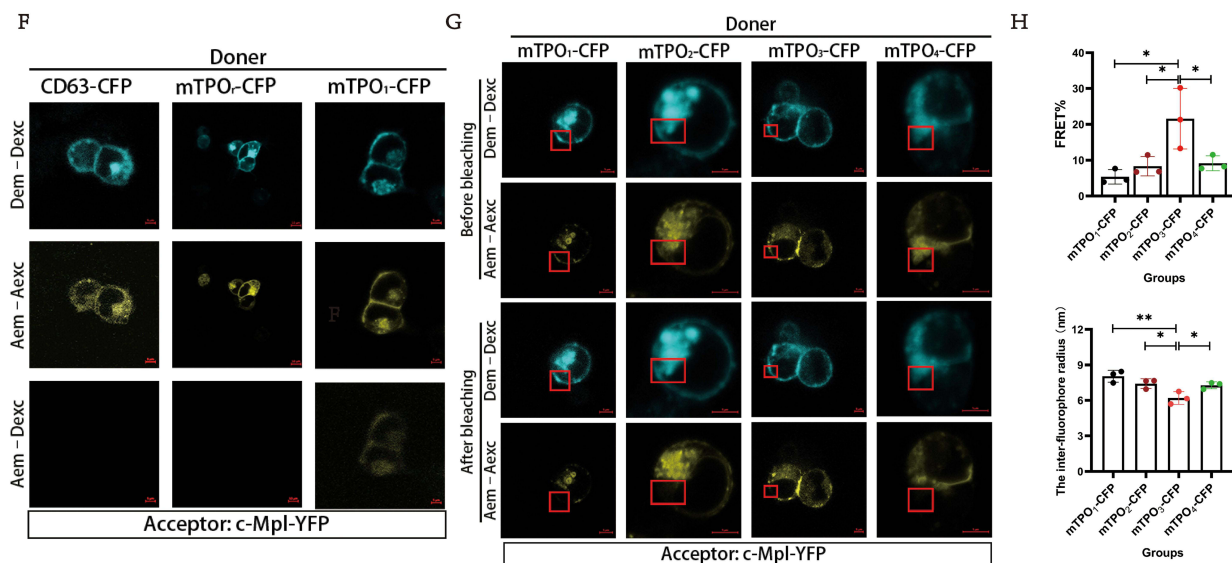 F
Doner
CD63-CFP mTPOr-CFP mTPO₁-CFP
Dem – Dexc
Aem – Aexc
F
Aem – Dexc
Acceptor: c-Mpl-YFP
G
Doner
mTPO₁-CFP mTPO₂-CFP mTPO₃-CFP mTPO₄-CFP
Before bleaching
Dem – Dexc
Aem – Aexc
After bleaching
Dem – Dexc
Aem – Aexc
Acceptor: c-Mpl-YFP
H
FRET%
40
30
20
10
0
*
* *
mTPO₁-CFP
mTPO₂-CFP
mTPO₃-CFP
mTPO₄-CFP
Groups
The inter-fluorophore radius (nm)
12
9
6
3
0
**
* *
mTPO₁-CFP
mTPO₂-CFP
mTPO₃-CFP
mTPO₄-CFP
Groups